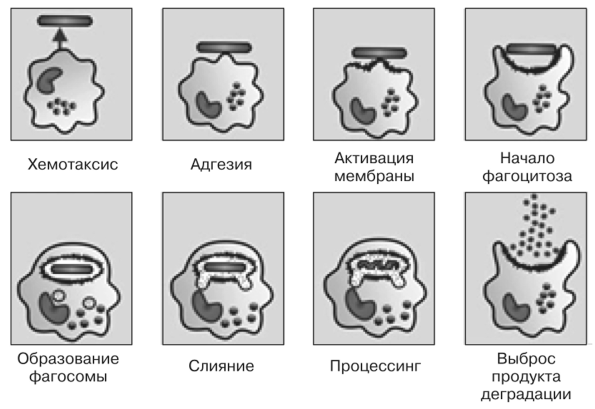 Хемотаксис
Адгезия
Активация
мембраны
Начало
фагоцитоза
Образование
фагосомы
Слияние
Процессинг
Выброс
продукта
деградации